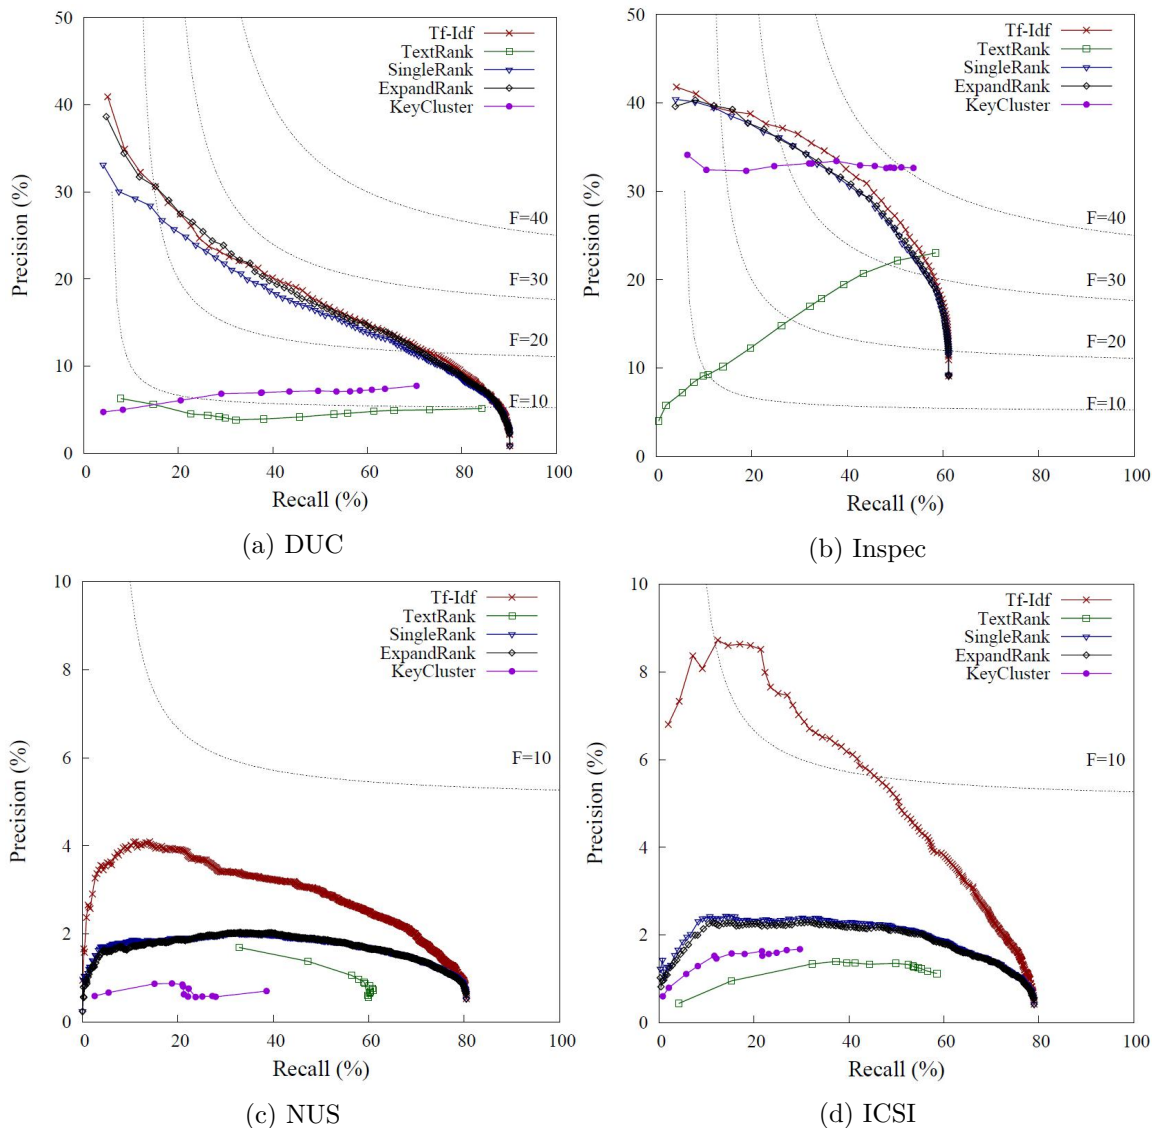 50
40
30
20
10
0
Precision (%)
Tf-Idf
TextRank
SingleRank
ExpandRank
KeyCluster
F=40
F=30
F=20
F=10
0 20 40 60 80 100
Recall (%)
(a) DUC
50
40
30
20
10
0
Precision (%)
Tf-Idf
TextRank
SingleRank
ExpandRank
KeyCluster
F=40
F=30
F=20
F=10
0 20 40 60 80 100
Recall (%)
(b) Inspec
10
8
6
4
2
0
Precision (%)
Tf-Idf
TextRank
SingleRank
ExpandRank
KeyCluster
F=10
0 20 40 60 80 100
Recall (%)
(c) NUS
10
8
6
4
2
0
Precision (%)
Tf-Idf
TextRank
SingleRank
ExpandRank
KeyCluster
F=10
0 20 40 60 80 100
Recall (%)
(d) ICSI